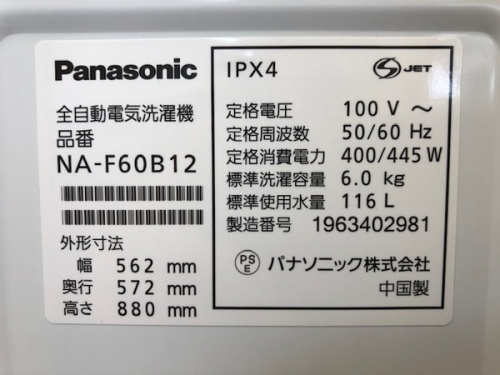 Panasonic
全自動電気洗濯機
品番
NA-F60B12
外形寸法
幅 562 mm
奥行 572 mm
高さ 880 mm
IPX4
S JET
定格電圧 100 V ～
定格周波数 50/60 Hz
定格消費電力 400/445 W
標準洗濯容量 6.0 kg
標準使用水量 116 L
製造番号 1963402981
PS E パナソニック株式会社
中国製